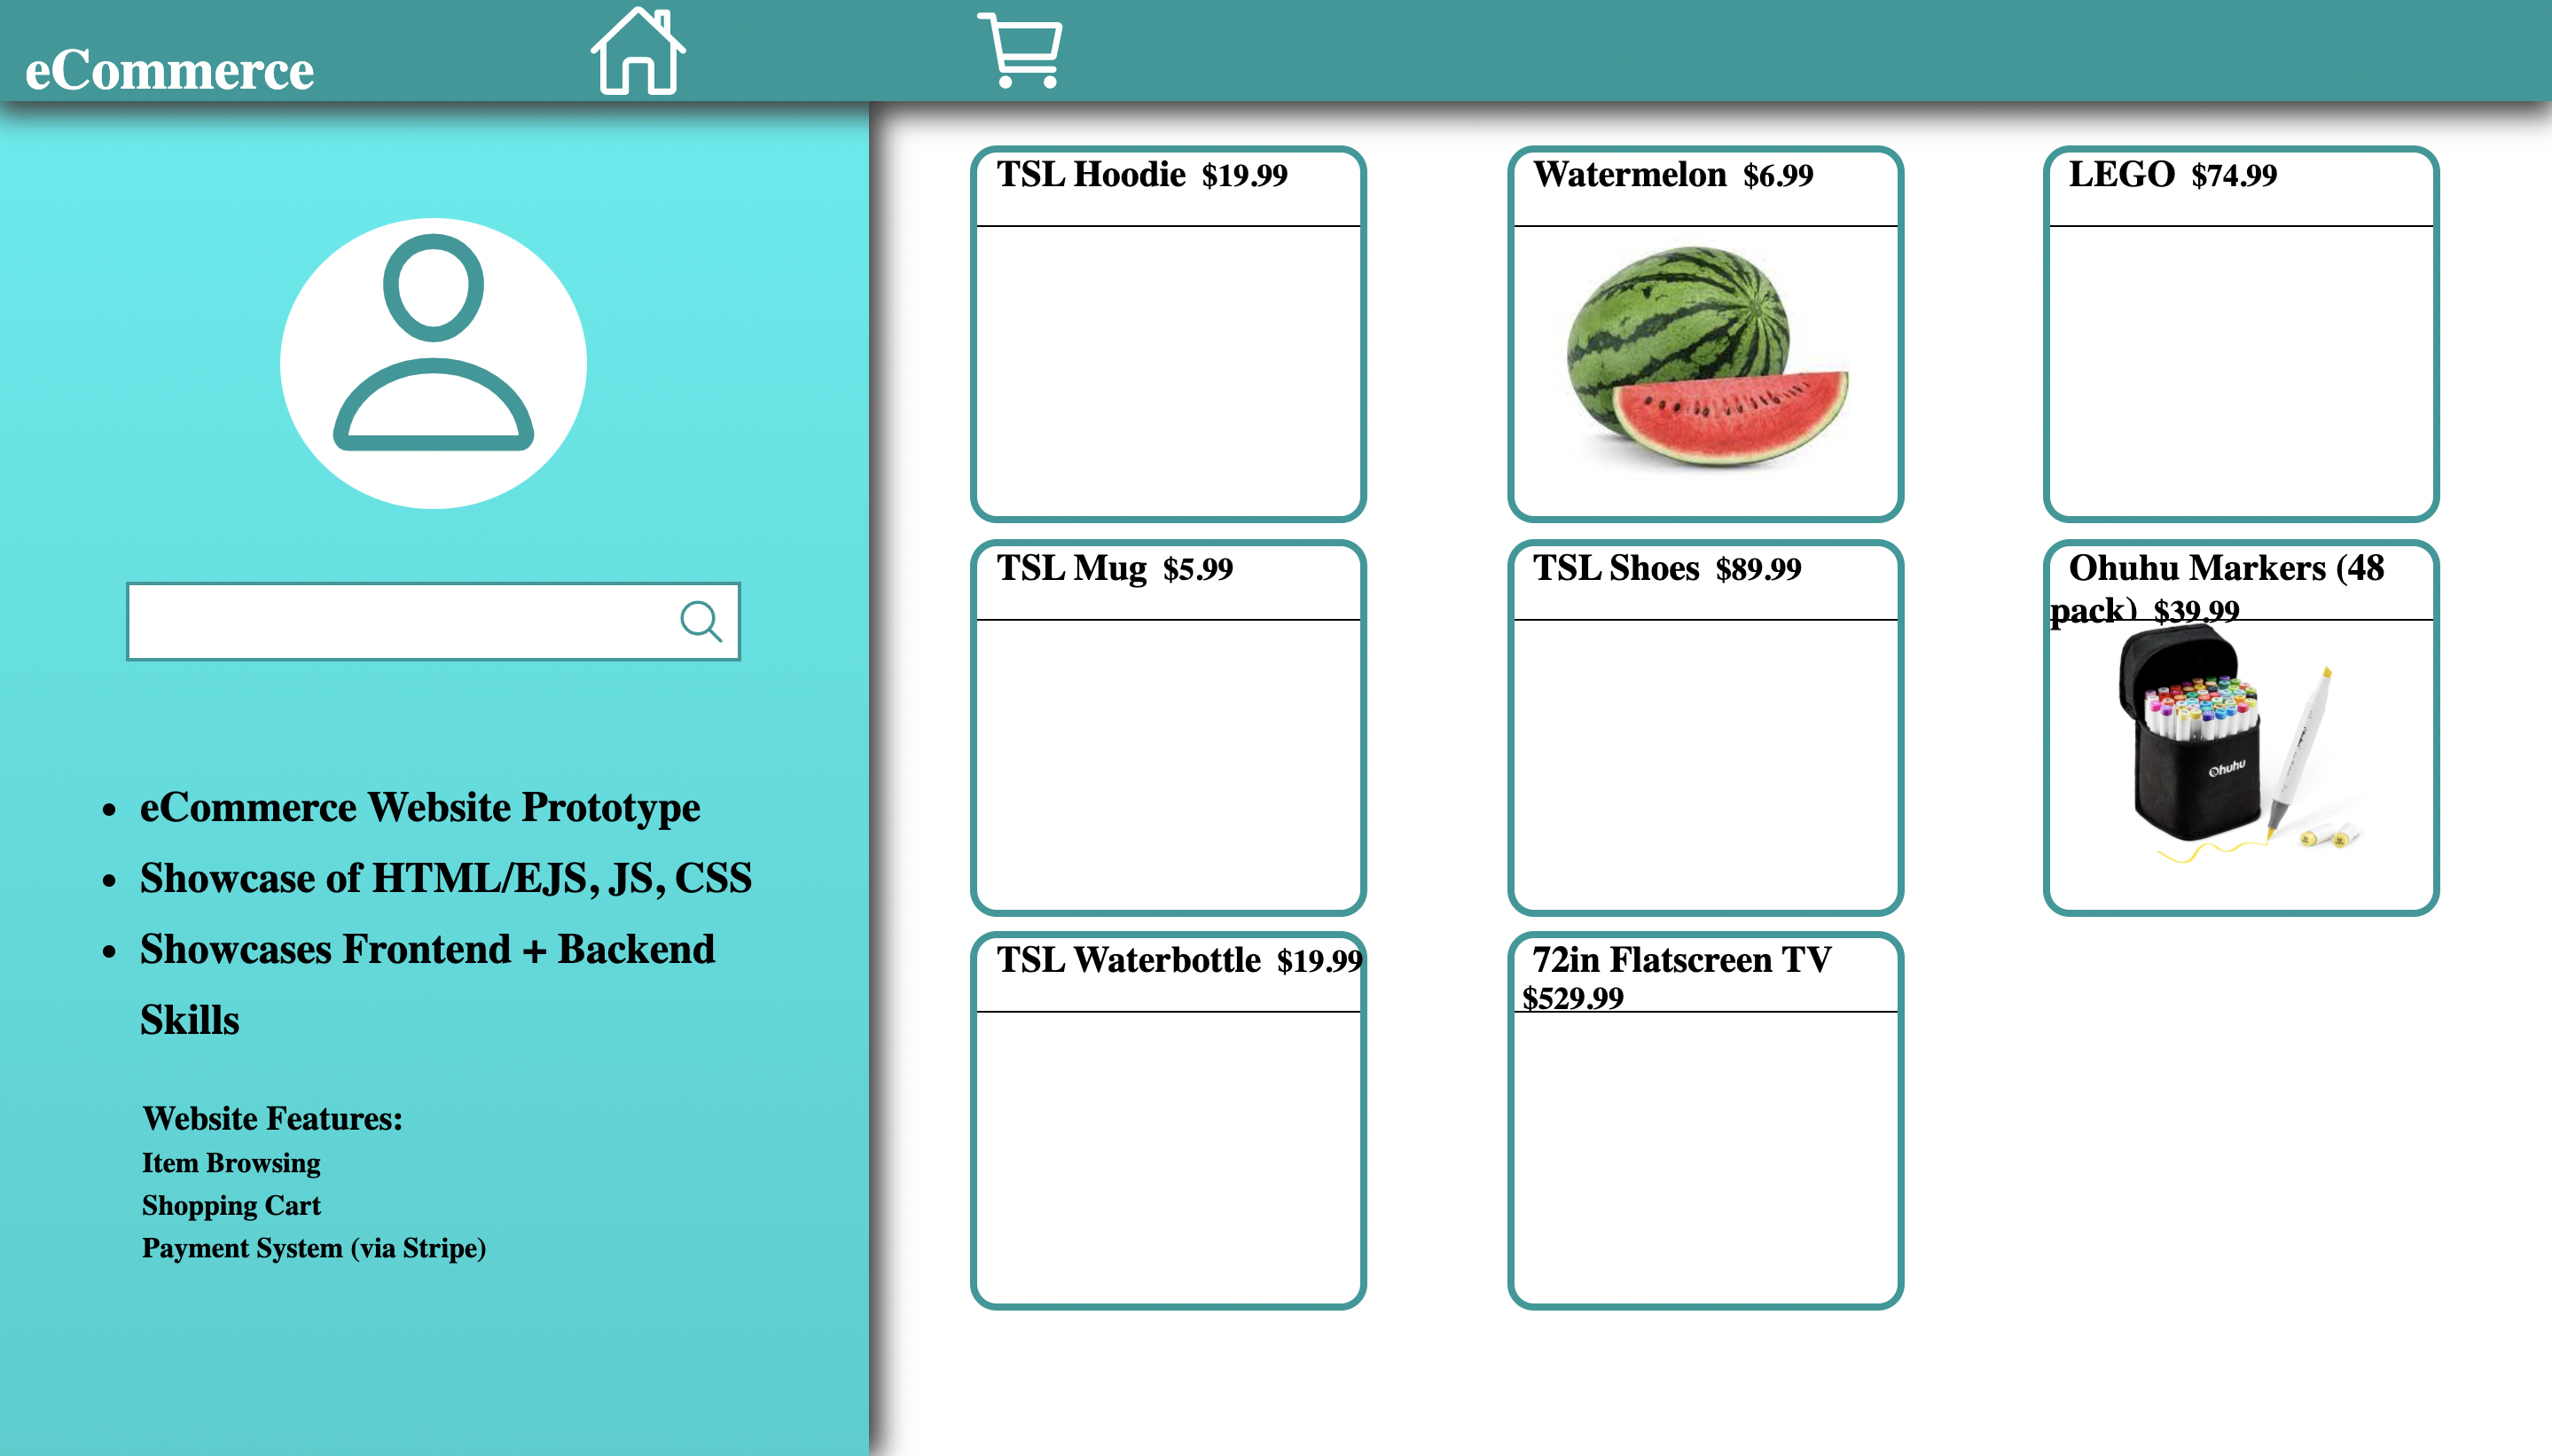 eCommerce
eCommerce Website Prototype
Showcase of HTML/EJS, JS, CSS
Showcases Frontend + Backend
Skills
Website Features:
Item Browsing
Shopping Cart
Payment System (via Stripe)
TSL Hoodie $19.99
Watermelon $6.99
LEGO $74.99
TSL Mug $5.99
TSL Shoes $89.99
Ohuhu Markers (48
pack) $39.99
Ohuhu
TSL Waterbottle $19.99
72in Flatscreen TV
$529.99